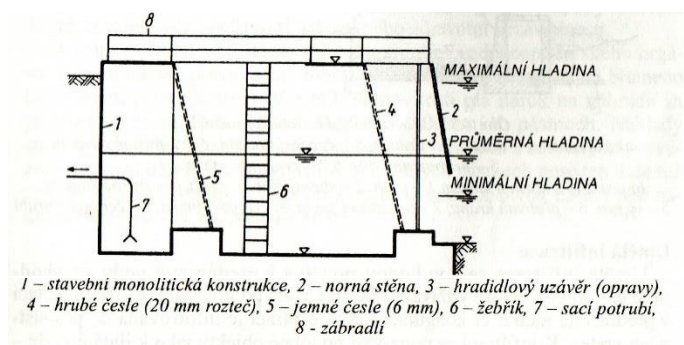 8
MAXIMÁLNÍ HLADINA
1
2
3
PRŮMĚRNÁ HLADINA
5
6
MINIMÁLNÍ HLADINA
7
1 – stavební monolitická konstrukce, 2 – norná stěna, 3 – hradidlový uzávěr (opravy),
4 – hrubé česle (20 mm rozteč), 5 – jemné česle (6 mm), 6 – žebřík, 7 – sací potrubí,
8 - zábradlí